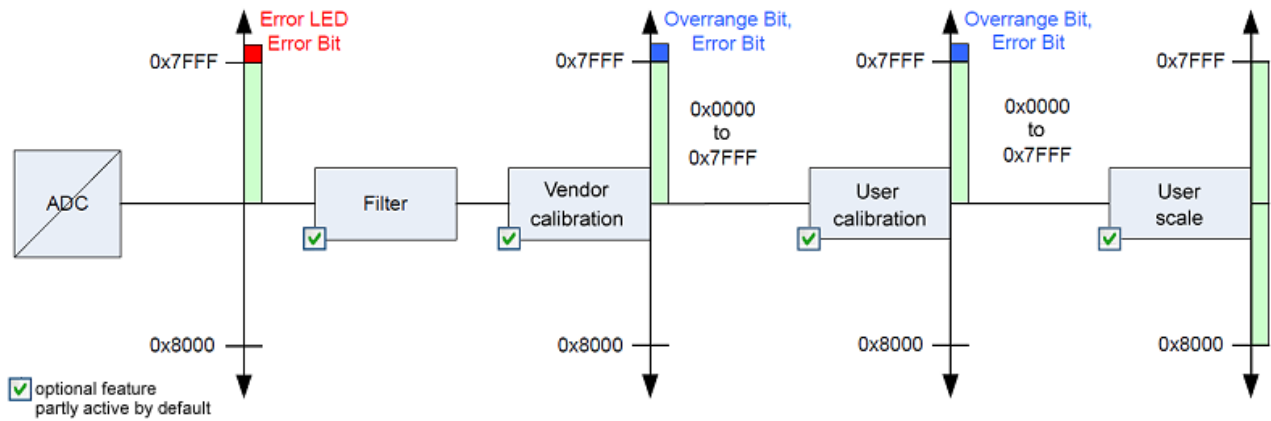 Error LED
Error Bit
0x7FFF
Overrange Bit,
Error Bit
0x7FFF
0x0000
to
0x7FFF
Overrange Bit,
Error Bit
0x7FFF
0x0000
to
0x7FFF
0x7FFF
ADC
Filter
Vendor
calibration
User
calibration
User
scale
0x8000
0x8000
0x8000
0x8000
optional feature
partly active by default